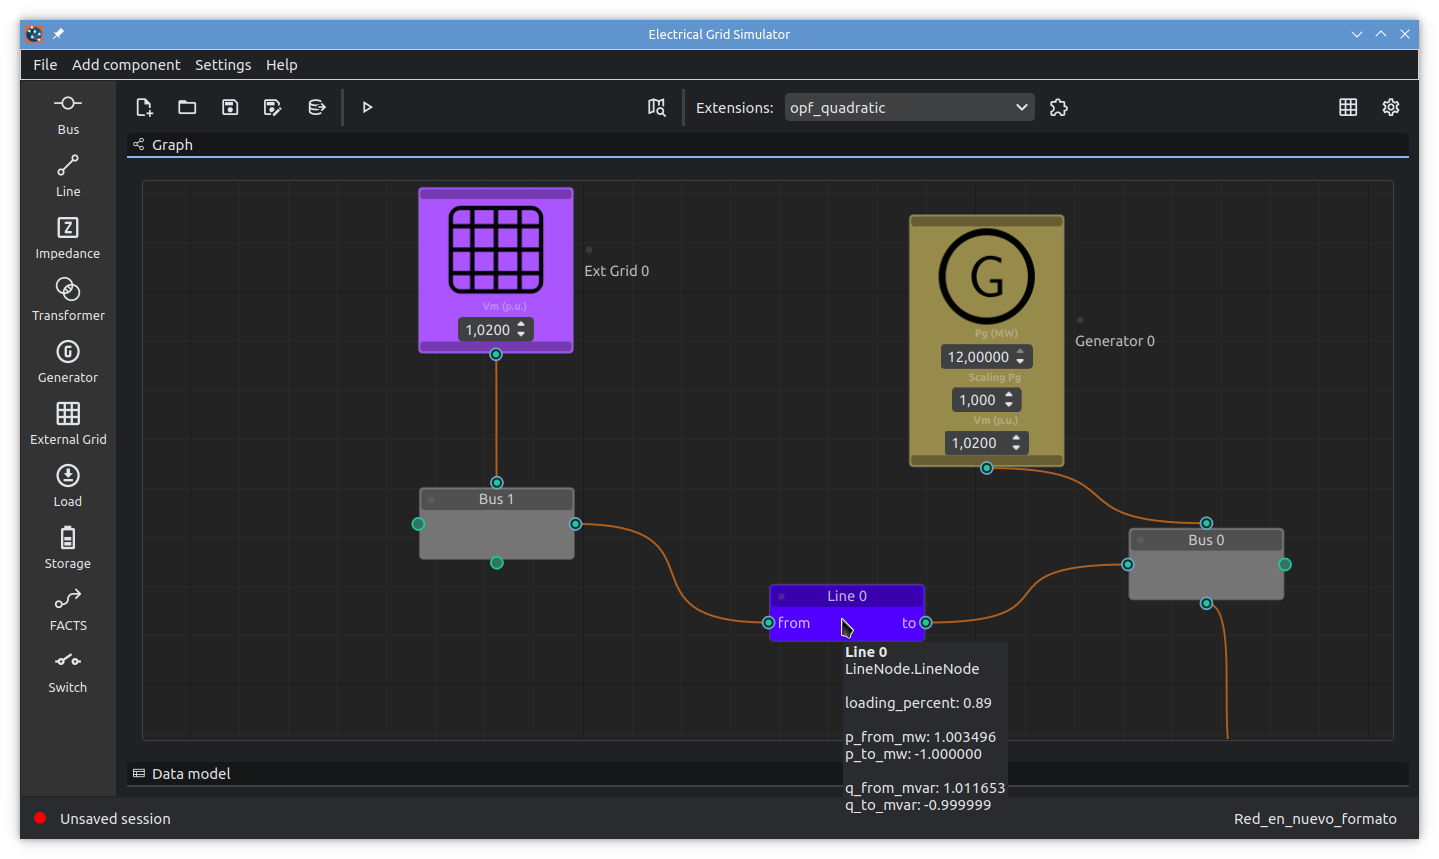 Electrical Grid Simulator
File Add component Settings Help
Extensions: opf_quadratic
Bus
Line
Z
Impedance
Transformer
G
Generator
External Grid
Load
Storage
FACTS
Switch
Graph
Ext Grid 0
Vm (p.u.)
1,0200
G
Pg (MW)
12,00000
Scaling Pg
1,000
Vm (p.u.)
1,0200
Generator 0
Bus 1
Bus 0
Line 0
from to
Line 0
LineNode.LineNode
loading_percent: 0.89
p_from_mw: 1.003496
p_to_mw: -1.000000
q_from_mvar: 1.011653
q_to_mvar: -0.999999
Data model
Unsaved session
Red_en_nuevo_formato